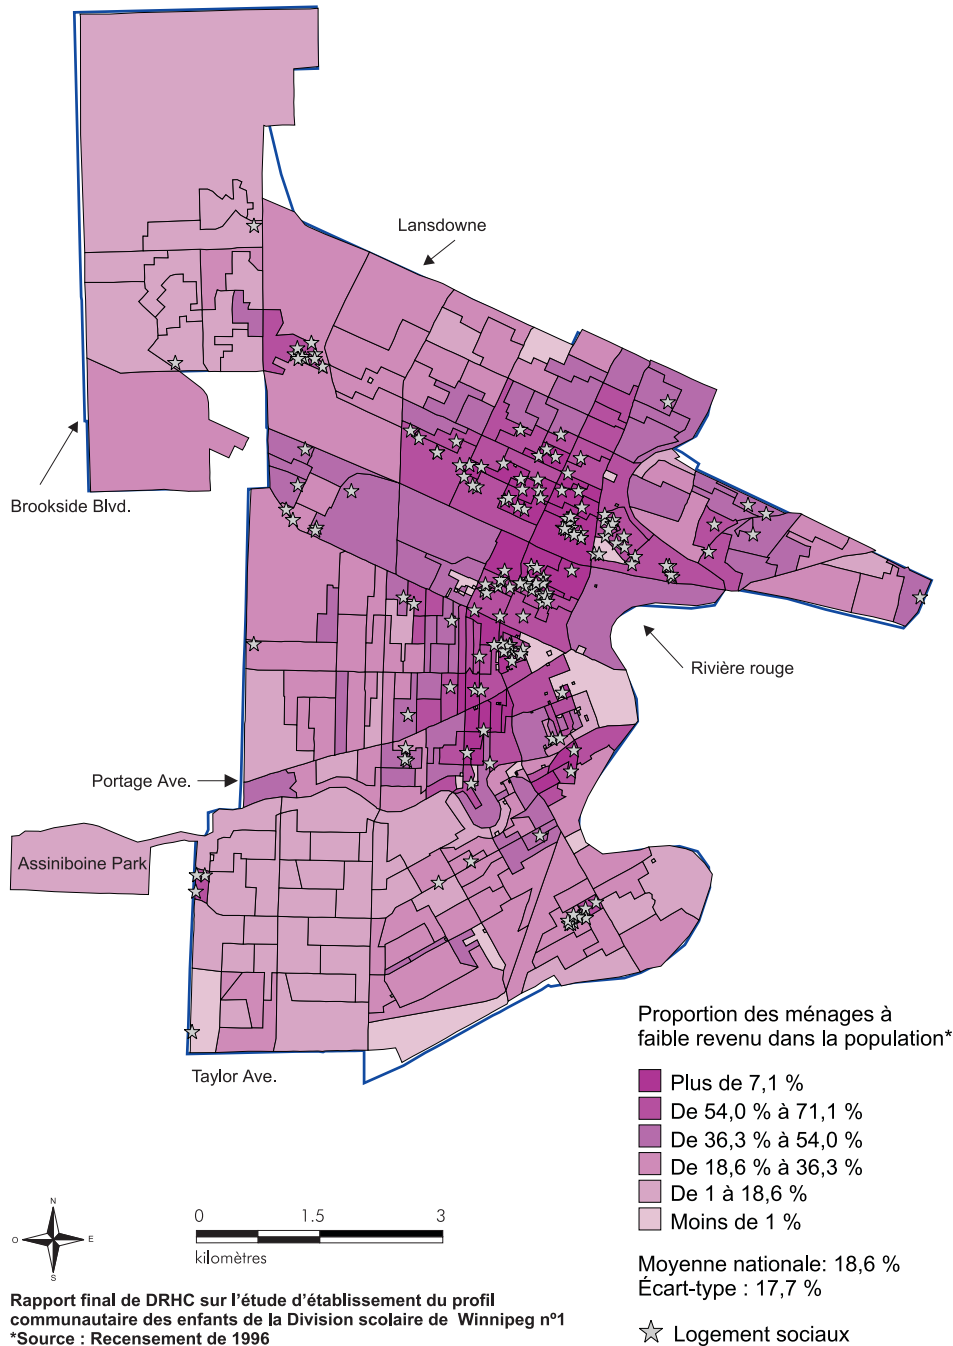 Lansdowne
Brookside Blvd.
Rivière rouge
Portage Ave.
Assiniboine Park
Taylor Ave.
Proportion des ménages à
faible revenu dans la population*
Plus de 7,1 %
De 54,0 % à 71,1 %
De 36,3 % à 54,0 %
De 18,6 % à 36,3 %
De 1 à 18,6 %
Moins de 1 %
Moyenne nationale: 18,6 %
Écart-type : 17,7 %
Logement sociaux
N
O
E
S
0 1.5 3
kilomètres
Rapport final de DRHC sur l'étude d'établissement du profil
communautaire des enfants de la Division scolaire de Winnipeg nº1
*Source : Recensement de 1996